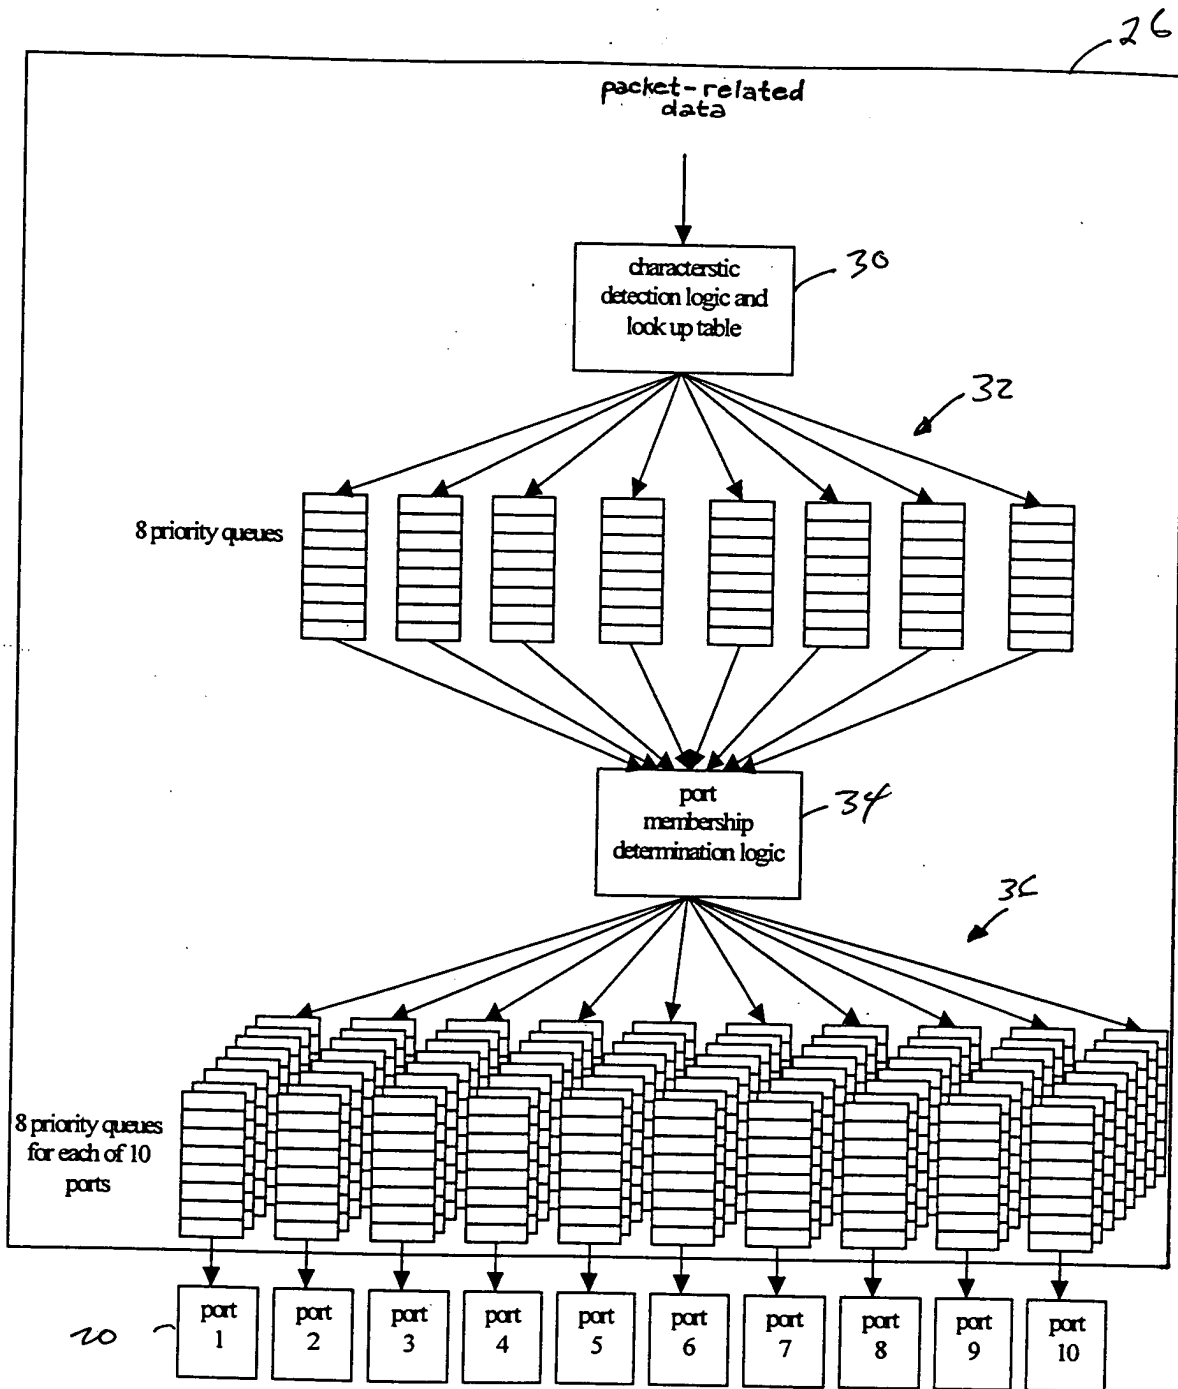 26
packet-related
data
characterstic
detection logic and
look up table
30
32
8 priority queues
port
membership
determination logic
34
36
8 priority queues
for each of 10
ports
port
1
port
2
port
3
port
4
port
5
port
6
port
7
port
8
port
9
port
10
20